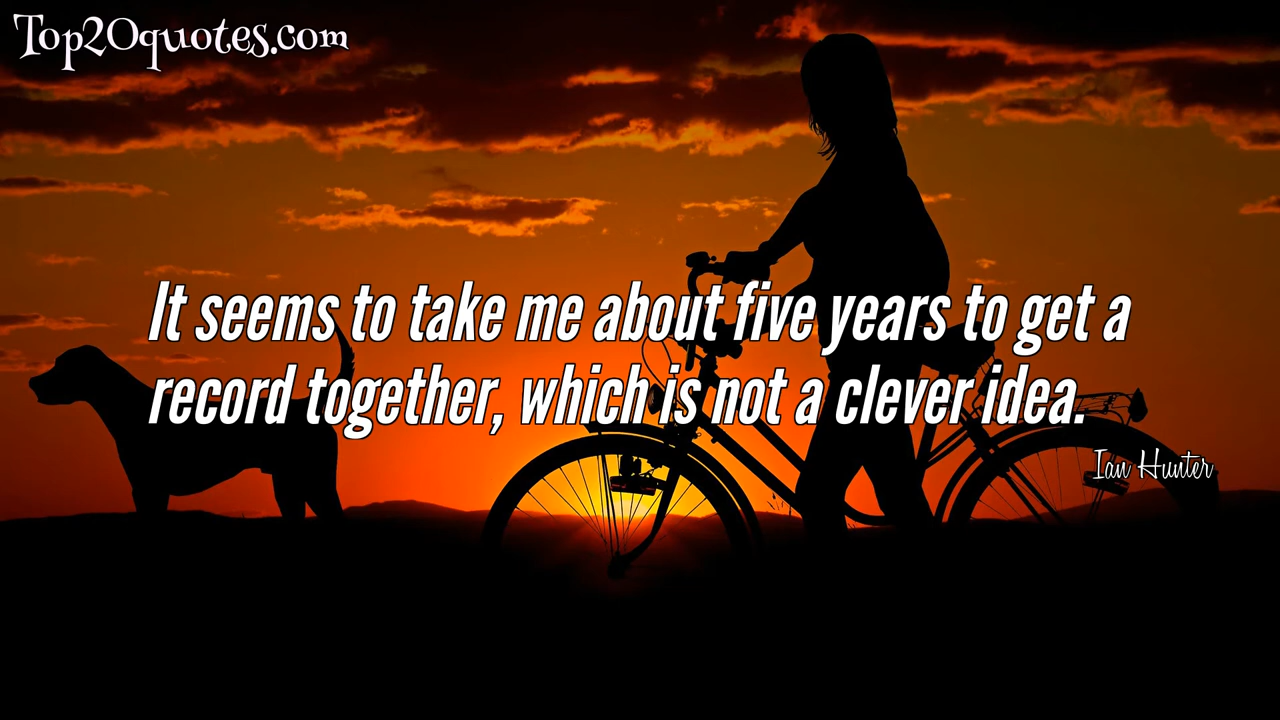 Top20quotes.com
It seems to take me about five years to get a
record together, which is not a clever idea.
Ian Hunter